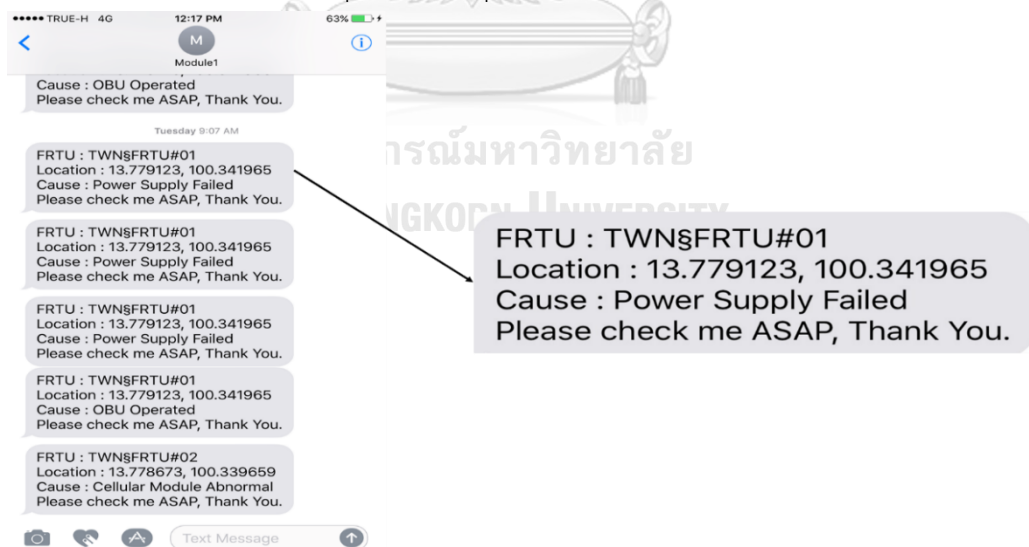 TRUE-H 4G 12:17 PM 63%
M
Module1
Cause : OBU Operated
Please check me ASAP, Thank You.
Tuesday 9:07 AM
FRTU : TWN§FRTU#01
Location : 13.779123, 100.341965
Cause : Power Supply Failed
Please check me ASAP, Thank You.
FRTU : TWN§FRTU#01
Location : 13.779123, 100.341965
Cause : Power Supply Failed
Please check me ASAP, Thank You.
FRTU : TWN§FRTU#01
Location : 13.779123, 100.341965
Cause : Power Supply Failed
Please check me ASAP, Thank You.
FRTU : TWN§FRTU#01
Location : 13.779123, 100.341965
Cause : OBU Operated
Please check me ASAP, Thank You.
FRTU : TWN§FRTU#02
Location : 13.778673, 100.339659
Cause : Cellular Module Abnormal
Please check me ASAP, Thank You.
Text Message
FRTU : TWN§FRTU#01
Location : 13.779123, 100.341965
Cause : Power Supply Failed
Please check me ASAP, Thank You.
มหาวิทยาลัย